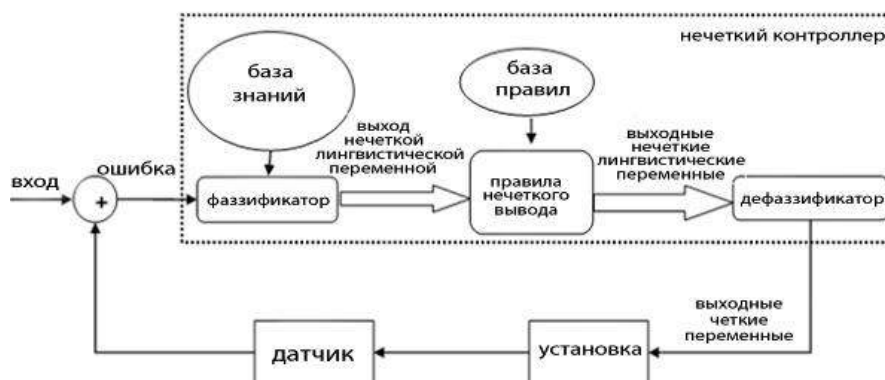 нечеткий контроллер
база
знаний
база
правил
выход
нечеткой
лингвистической
переменной
выходные
нечеткие
лингвистические
переменные
вход
ошибка
+
фаззификатор
правила
нечеткого
вывода
дефаззификатор
выходные
четкие
переменные
датчик
установка